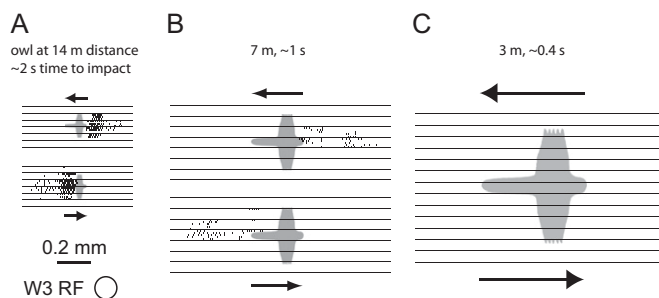 A
owl at 14 m distance
~2 s time to impact
0.2 mm
W3 RF
B
7 m, ~1 s
C
3 m, ~0.4 s